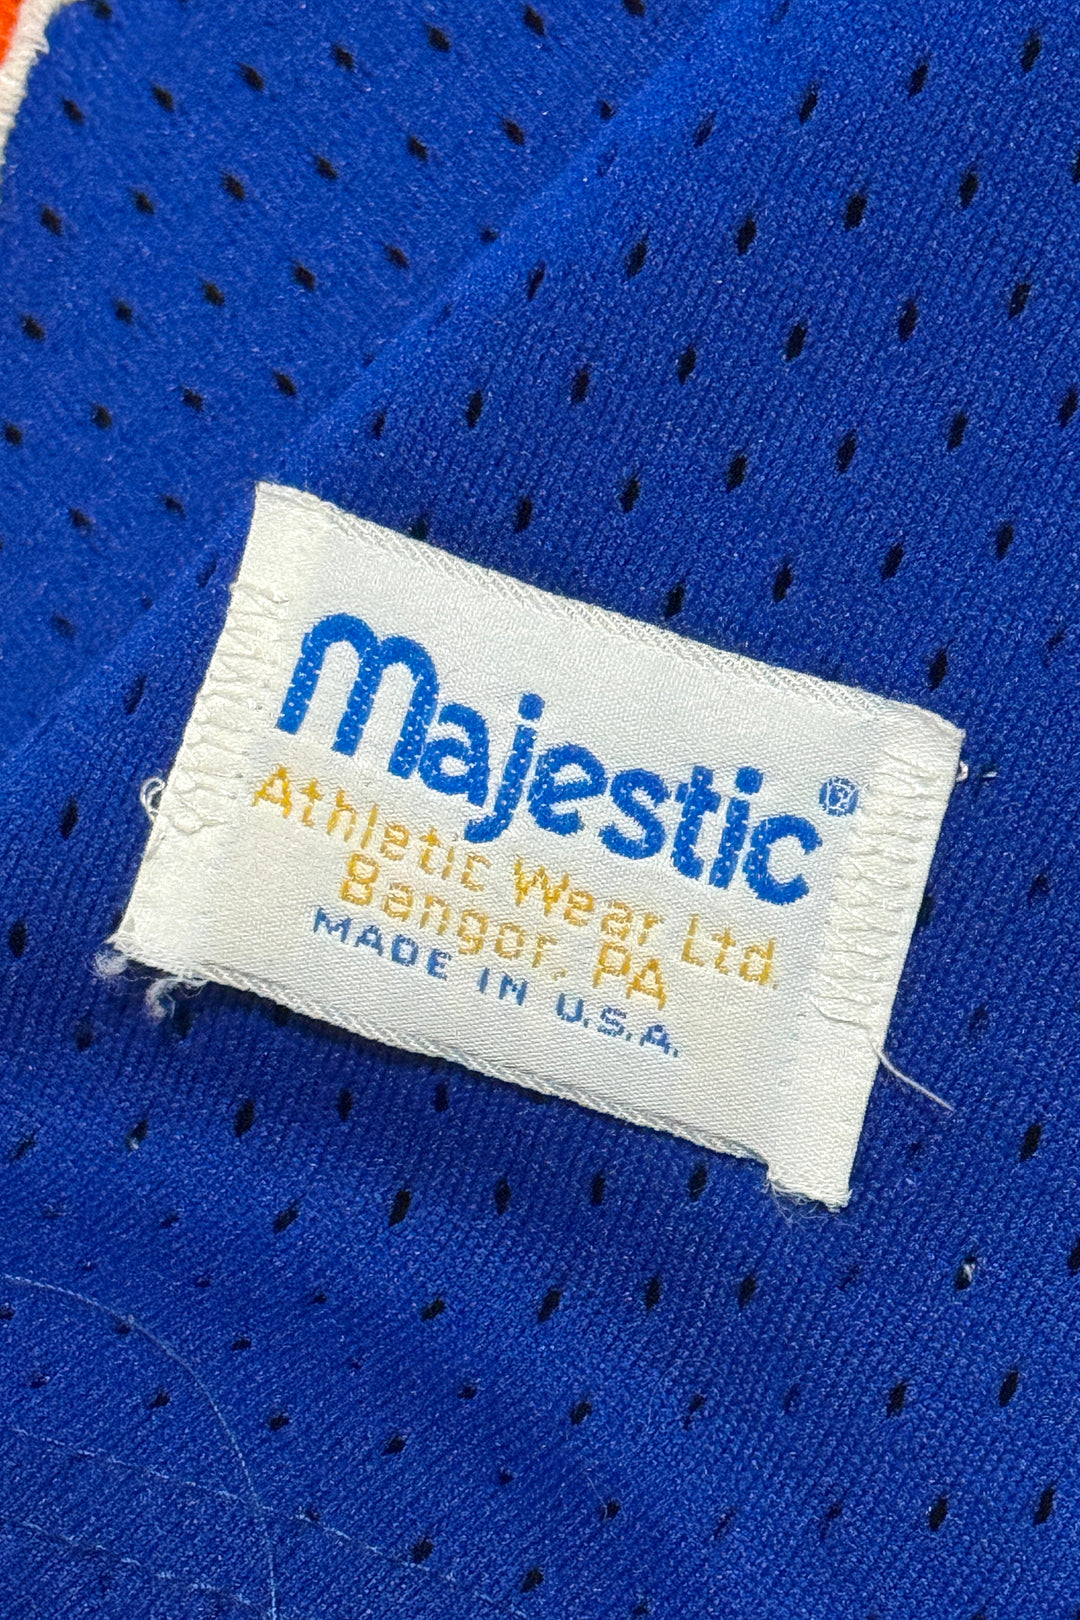 majestic®
Athletic Wear Ltd.
Bangor, PA
MADE IN U.S.A.